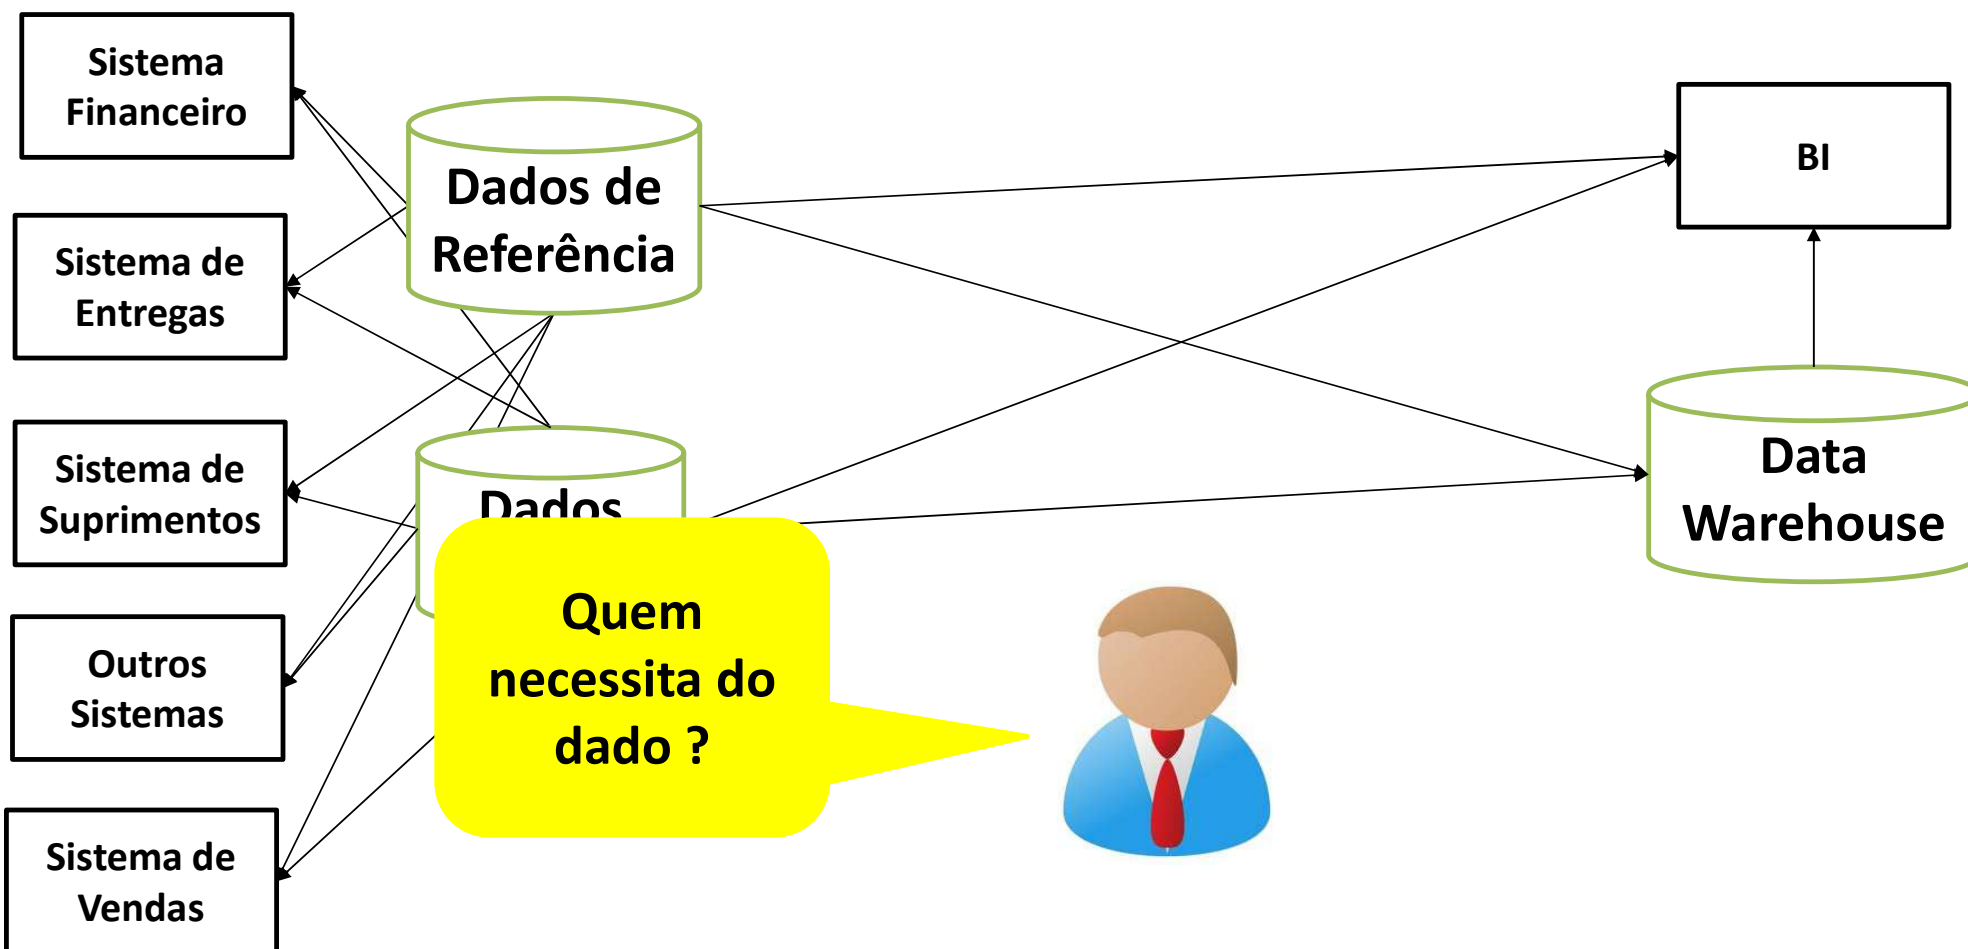 Sistema
Financeiro
Sistema de
Entregas
Sistema de
Suprimentos
Outros
Sistemas
Sistema de
Vendas
Dados de
Referência
Dados
Quem
necessita do
dado ?
BI
Data
Warehouse